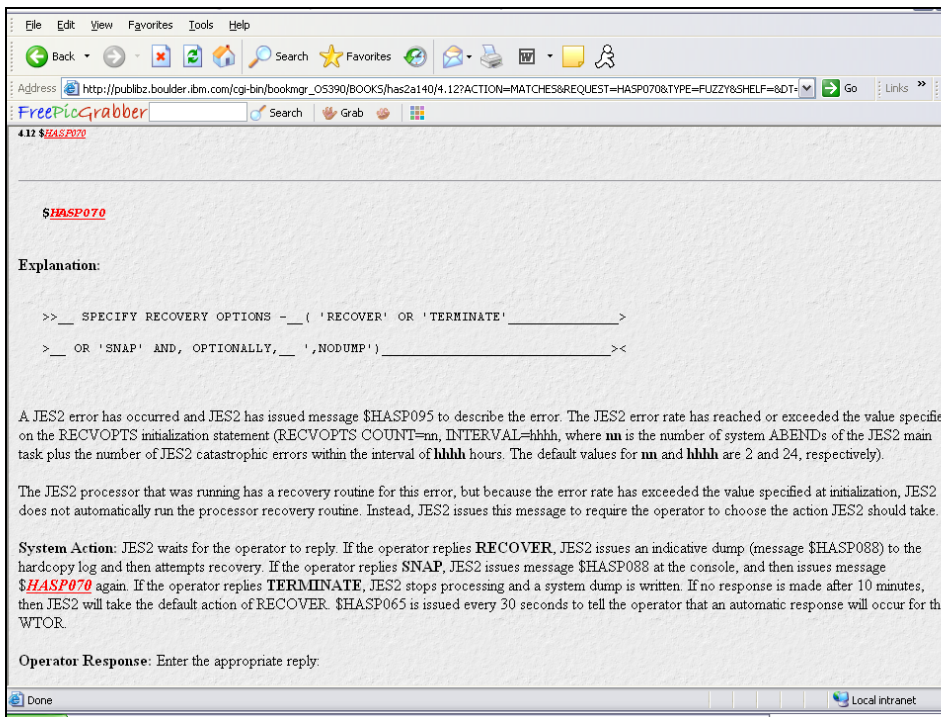 File Edit View Favorites Tools Help
Back Search Favorites
Address http://publibz.boulder.ibm.com/cgi-bin/bookmgr_OS390/BOOKS/has2a140/4.12?ACTION=MATCHES&REQUEST=HASP070&TYPE=FUZZY&SHELF=&DT= Go Links »
FreePicGrabber Search Grab
4.12 $HASP070
$HASP070
Explanation:
>>__ SPECIFY RECOVERY OPTIONS -__( 'RECOVER' OR 'TERMINATE'______________>
>__ OR 'SNAP' AND, OPTIONALLY,__ ',NODUMP')_____________________________><
A JES2 error has occurred and JES2 has issued message $HASP095 to describe the error. The JES2 error rate has reached or exceeded the value specifie
on the RECVOPTS initialization statement (RECVOPTS COUNT=nn, INTERVAL=hhhh, where nn is the number of system ABENDs of the JES2 main
task plus the number of JES2 catastrophic errors within the interval of hhhh hours. The default values for nn and hhhh are 2 and 24, respectively).
The JES2 processor that was running has a recovery routine for this error, but because the error rate has exceeded the value specified at initialization, JES2
does not automatically run the processor recovery routine. Instead, JES2 issues this message to require the operator to choose the action JES2 should take.
System Action: JES2 waits for the operator to reply. If the operator replies RECOVER, JES2 issues an indicative dump (message $HASP088) to the
hardcopy log and then attempts recovery. If the operator replies SNAP, JES2 issues message $HASP088 at the console, and then issues message
$HASP070 again. If the operator replies TERMINATE, JES2 stops processing and a system dump is written. If no response is made after 10 minutes,
then JES2 will take the default action of RECOVER. $HASP065 is issued every 30 seconds to tell the operator that an automatic response will occur for th
WTOR.
Operator Response: Enter the appropriate reply:
Done Local intranet